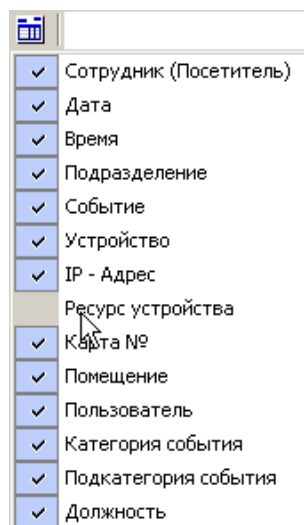 Сотрудник (Посетитель)
Дата
Время
Подразделение
Событие
Устройство
IP - Адрес
Ресурс устройства
Карта №
Помещение
Пользователь
Категория события
Подкатегория события
Должность